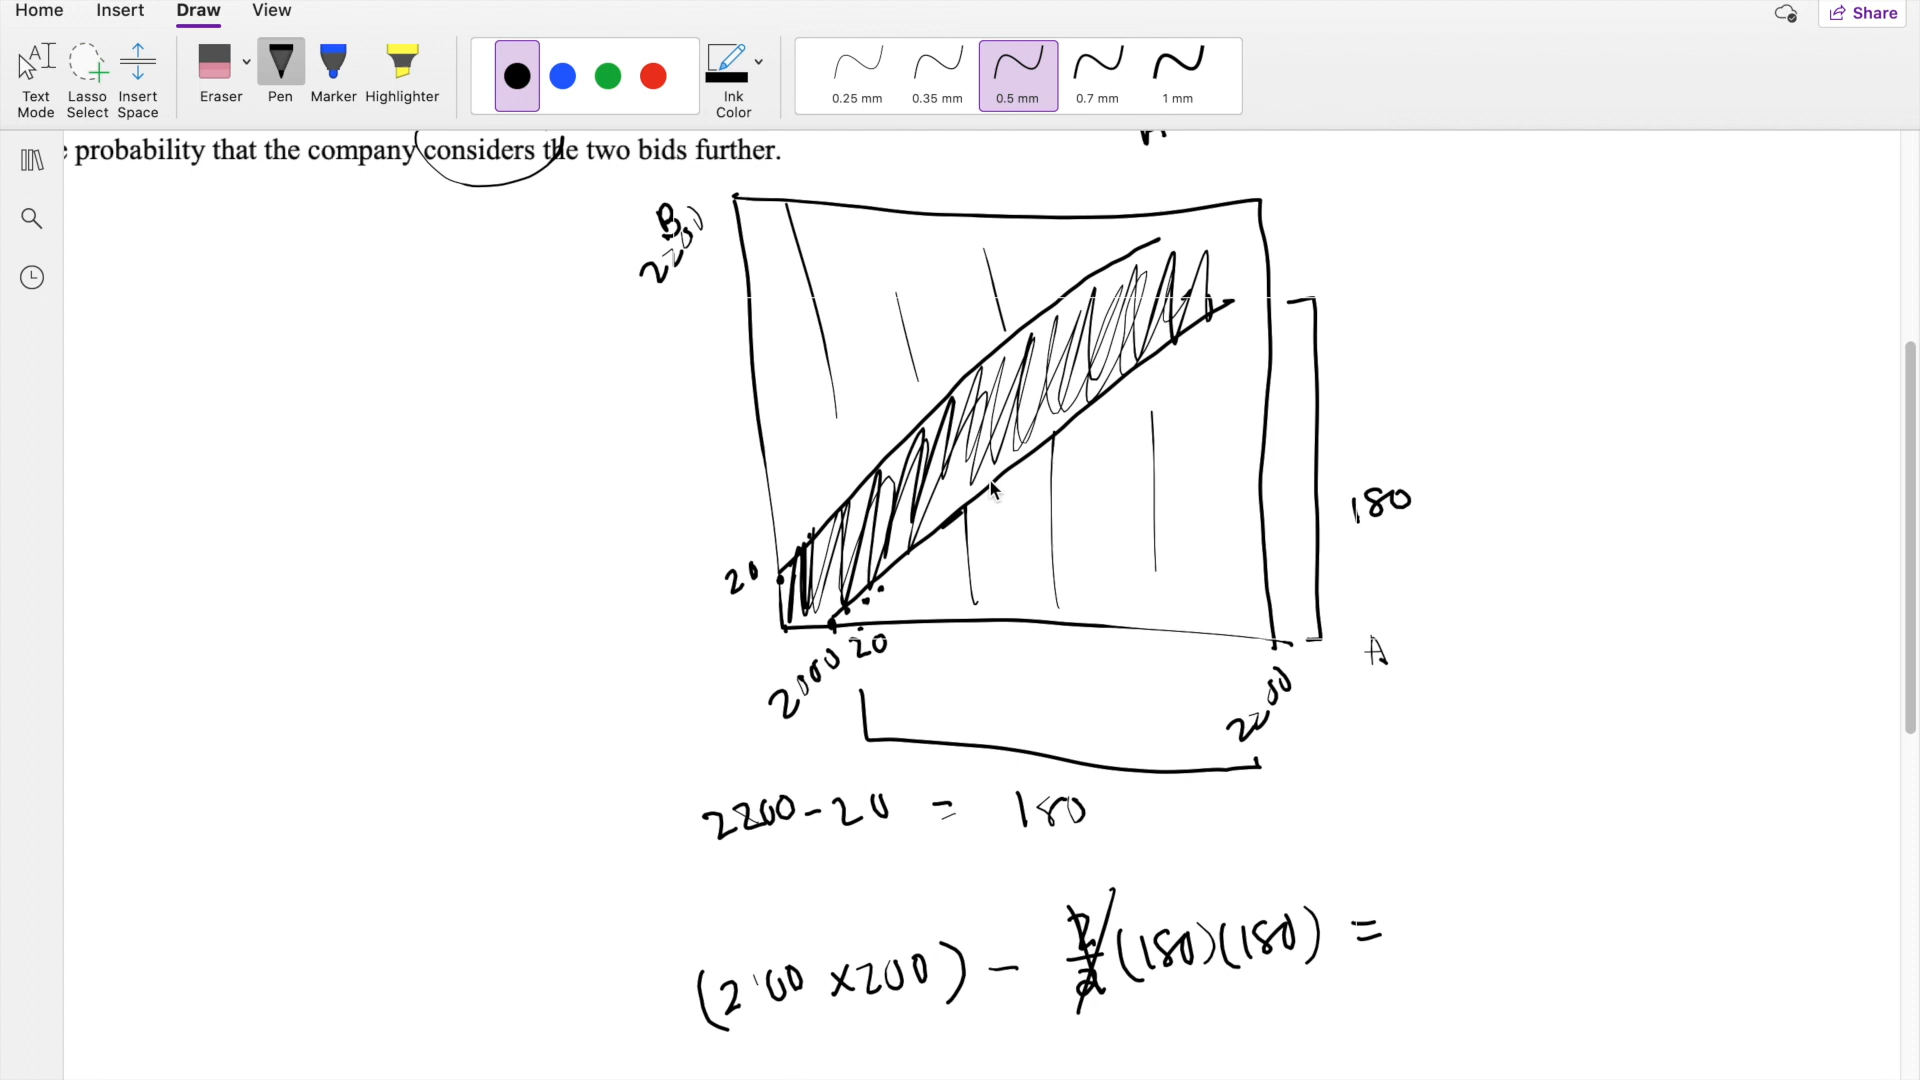 Home Insert Draw View Share
Text Mode Lasso Select Insert Space Eraser Pen Marker Highlighter Ink Color 0.25 mm 0.35 mm 0.5 mm 0.7 mm 1 mm
probability that the company considers the two bids further.
B
2200
20
180
20
2000
A
2200
2200-20 = 180
(200 x200) - 2/2 (180)(180) =